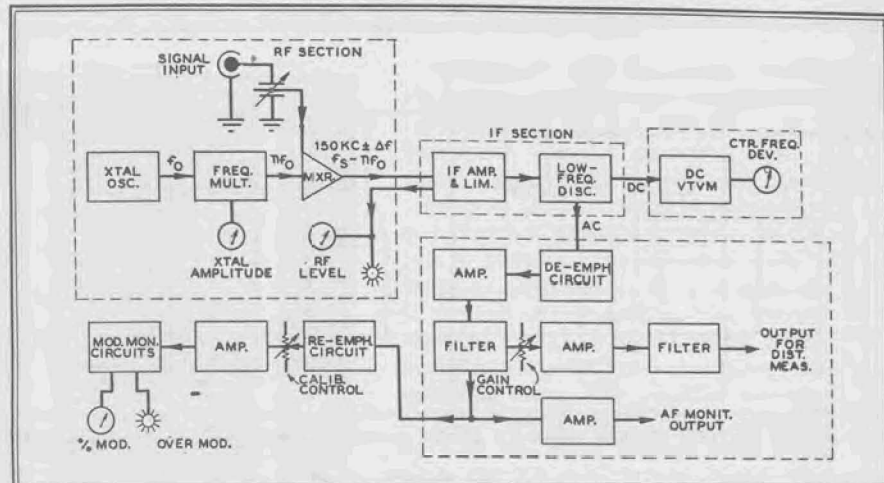 RF SECTION
SIGNAL
INPUT
150 KC ± Δf
fS - nfO
XTAL
OSC.
fO
FREQ.
MULT.
nfO
MXR.
XTAL
AMPLITUDE
RF
LEVEL
IF SECTION
IF AMP.
& LIM.
LOW-
FREQ.
DISC.
DC
AC
CTR. FREQ.
DEV.
DC
VTVM
AMP.
DE-EMPH
CIRCUIT
FILTER
GAIN
CONTROL
AMP.
FILTER
OUTPUT
FOR
DIST.
MEAS.
AMP.
AF MONIT.
OUTPUT
MOD. MON.
CIRCUITS
AMP.
CALIB.
CONTROL
RE-EMPH.
CIRCUIT
% MOD.
OVER MOD.